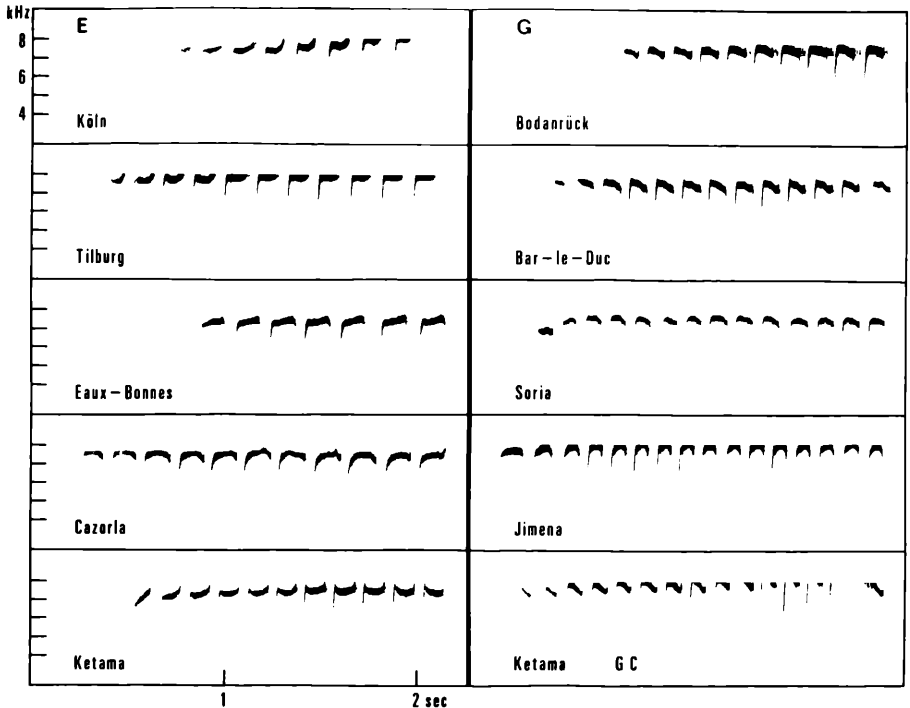 kHz
E
8
6
4
Köln
G
Bodanrück
Tilburg
Bar-le-Duc
Eaux-Bonnes
Soria
Cazorla
Jimena
Ketama
Ketama GC
1
2 sec